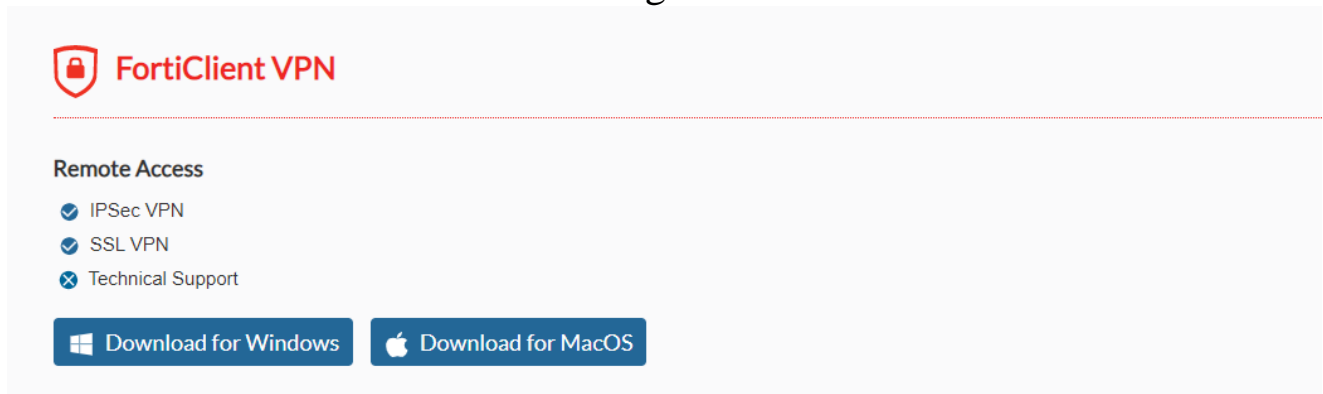 FortiClient VPN
Remote Access
IPSec VPN
SSL VPN
Technical Support
Download for Windows Download for MacOS